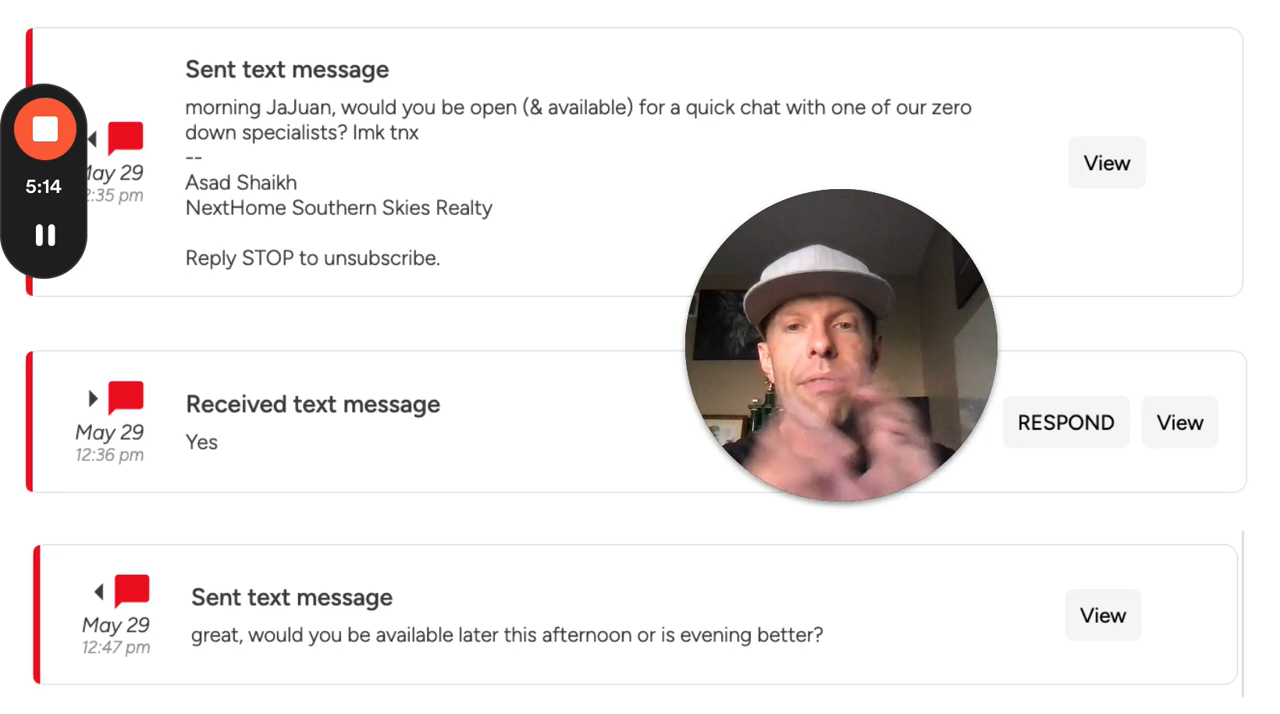 Sent text message
morning JaJuan, would you be open (& available) for a quick chat with one of our zero
down specialists? lmk tnx
--
Asad Shaikh
NextHome Southern Skies Realty
Reply STOP to unsubscribe.
View
5:14
May 29
2:35 pm
Received text message
Yes
May 29
12:36 pm
RESPOND
View
Sent text message
great, would you be available later this afternoon or is evening better?
May 29
12:47 pm
View